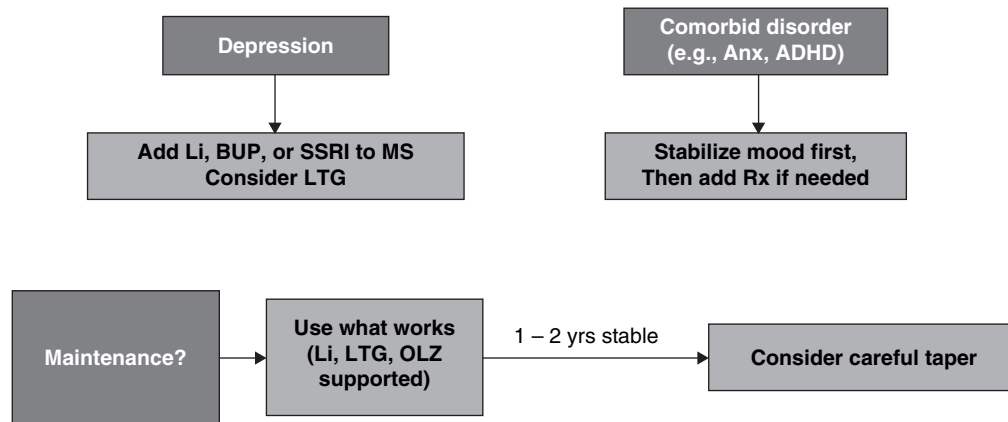 Depression
Comorbid disorder
(e.g., Anx, ADHD)
Add Li, BUP, or SSRI to MS
Consider LTG
Stabilize mood first,
Then add Rx if needed
Maintenance?
Use what works
(Li, LTG, OLZ
supported)
1 – 2 yrs stable
Consider careful taper